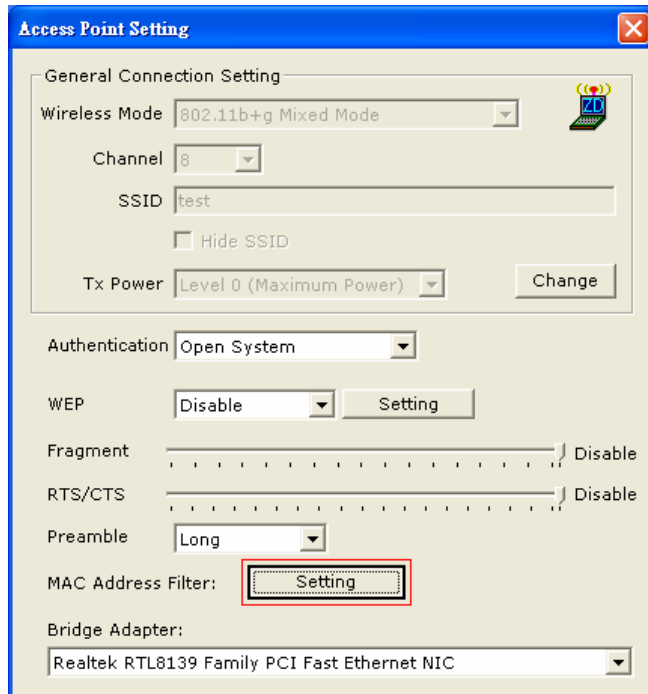 Access Point Setting
General Connection Setting
ZD
Wireless Mode 802.11b+g Mixed Mode
Channel 8
SSID test
Hide SSID
Tx Power Level 0 (Maximum Power) Change
Authentication Open System
WEP Disable Setting
Fragment Disable
RTS/CTS Disable
Preamble Long
MAC Address Filter: Setting
Bridge Adapter:
Realtek RTL8139 Family PCI Fast Ethernet NIC